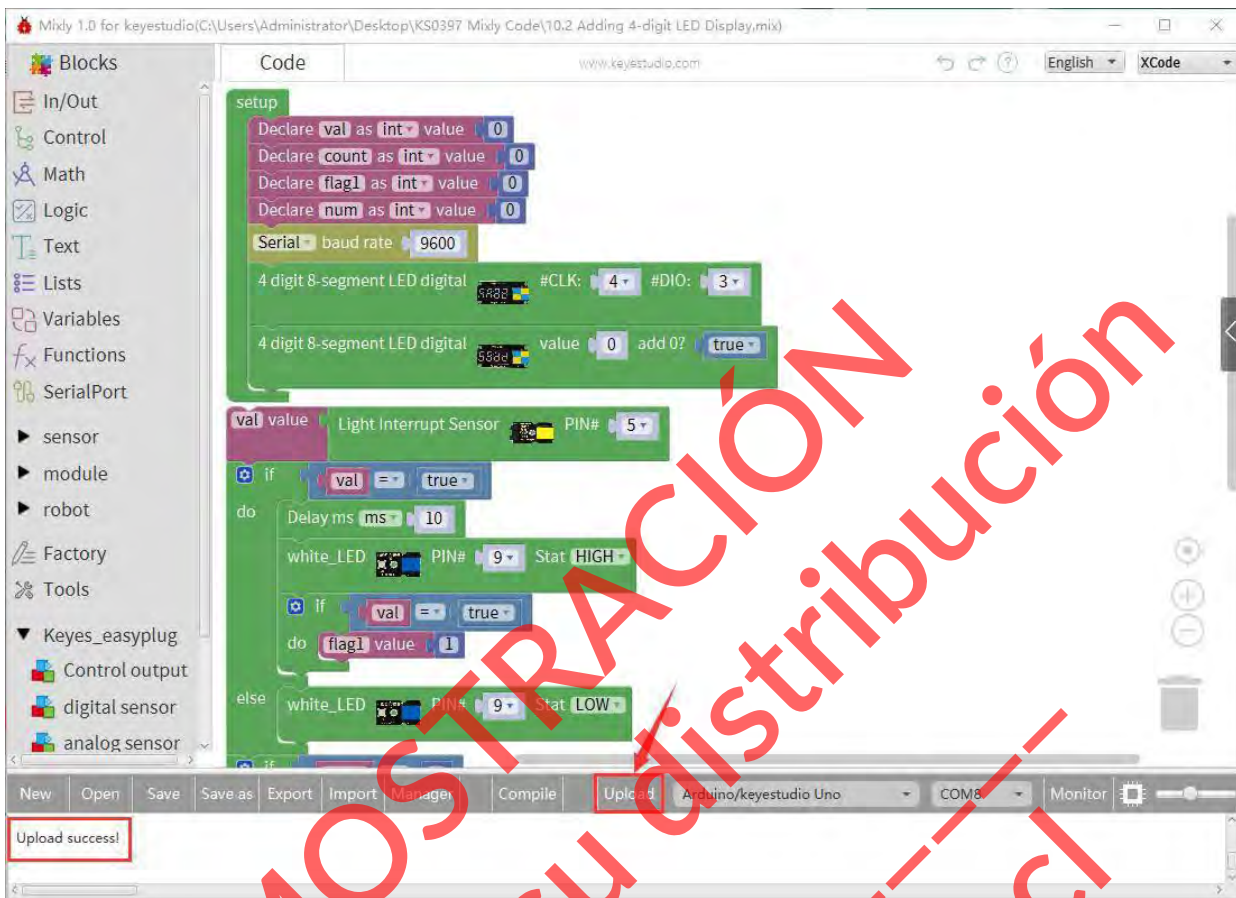 Mixly 1.0 for keyestudio(C:\Users\Administrator\Desktop\KS0397 Mixly Code\10.2 Adding 4-digit LED Display.mix)
Blocks
Code
www.keyestudio.com
English
XCode
In/Out
Control
Math
Logic
Text
Lists
Variables
Functions
SerialPort
sensor
module
robot
Factory
Tools
Keyes_easyplug
Control output
digital sensor
analog sensor
setup
Declare val as int value 0
Declare count as int value 0
Declare flag1 as int value 0
Declare num as int value 0
Serial baud rate 9600
4 digit 8-segment LED digital #CLK: 4 #DIO: 3
4 digit 8-segment LED digital value 0 add 0? true
val value Light Interrupt Sensor PIN# 5
if val = true
do Delay ms ms 10
white_LED PIN# 9 Stat HIGH
if val = true
do flag1 value 1
else white_LED PIN# 9 Stat LOW
if
New Open Save Save as Export Import Manager Compile Upload Arduino/keyestudio Uno COM8 Monitor
Upload success!
MOSTRACIÓN
su distribución